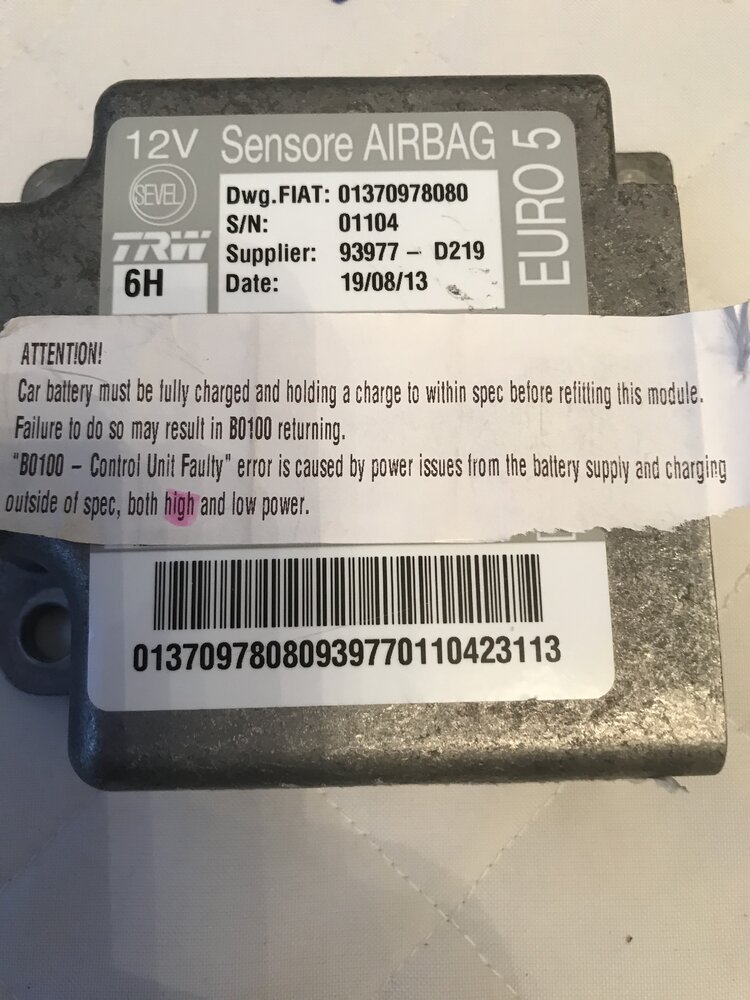 12V Sensore AIRBAG
EURO 5
SEVEL
Dwg.FIAT: 01370978080
S/N: 01104
TRW
Supplier: 93977 - D219
6H
Date: 19/08/13
ATTENTION!
Car battery must be fully charged and holding a charge to within spec before refitting this module.
Failure to do so may result in B0100 returning.
"B0100 – Control Unit Faulty" error is caused by power issues from the battery supply and charging
outside of spec, both high and low power.
01370978080939770110423113